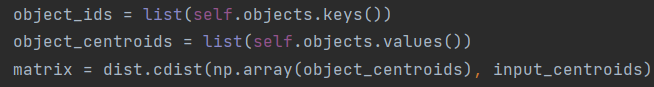 object_ids = list(self.objects.keys())
object_centroids = list(self.objects.values())
matrix = dist.cdist(np.array(object_centroids), input_centroids)